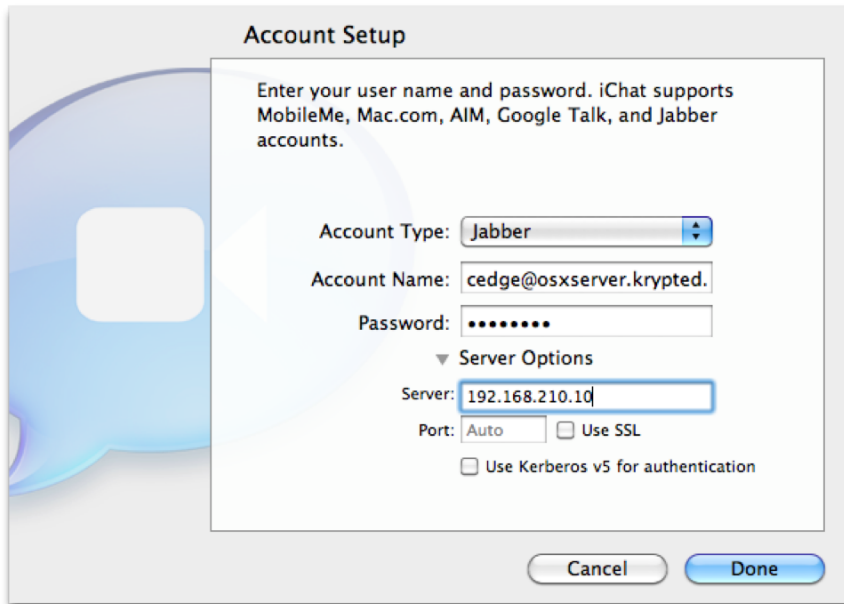 Account Setup
Enter your user name and password. iChat supports
MobileMe, Mac.com, AIM, Google Talk, and Jabber
accounts.
Account Type: Jabber
Account Name: cedge@osxserver.krypted.
Password: ••••••••
Server Options
Server: 192.168.210.10
Port: Auto Use SSL
Use Kerberos v5 for authentication
Cancel Done